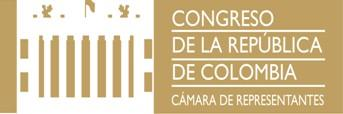 CONGRESO
DE LA REPÚBLICA
DE COLOMBIA
CÁMARA DE REPRESENTANTES